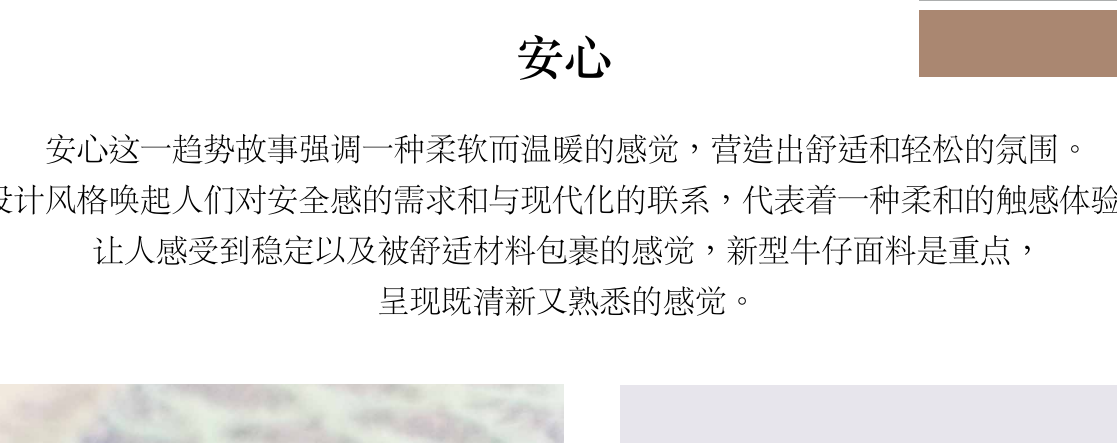 安心
安心这一趋势故事强调一种柔软而温暖的感觉，营造出舒适和轻松的氛围。
设计风格唤起人们对安全感的需求和与现代化的联系，代表着一种柔和的触感体验
让人感受到稳定以及被舒适材料包裹的感觉，新型牛仔面料是重点，
呈现既清新又熟悉的感觉。